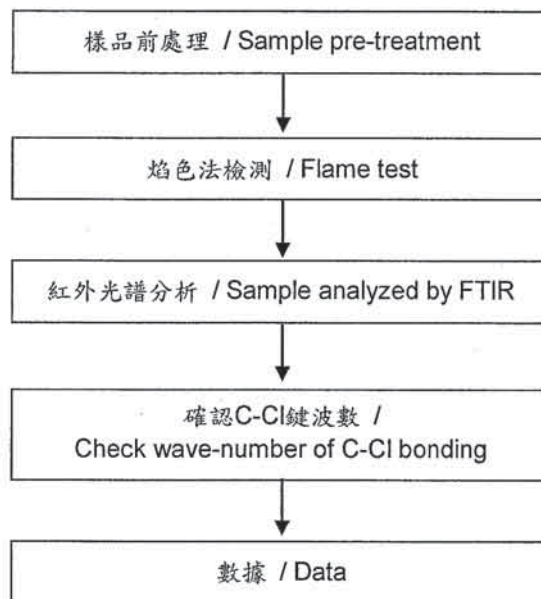 樣品前處理 / Sample pre-treatment
焰色法檢測 / Flame test
紅外光譜分析 / Sample analyzed by FTIR
確認C-Cl鍵波數 /
Check wave-number of C-Cl bonding
數據 / Data